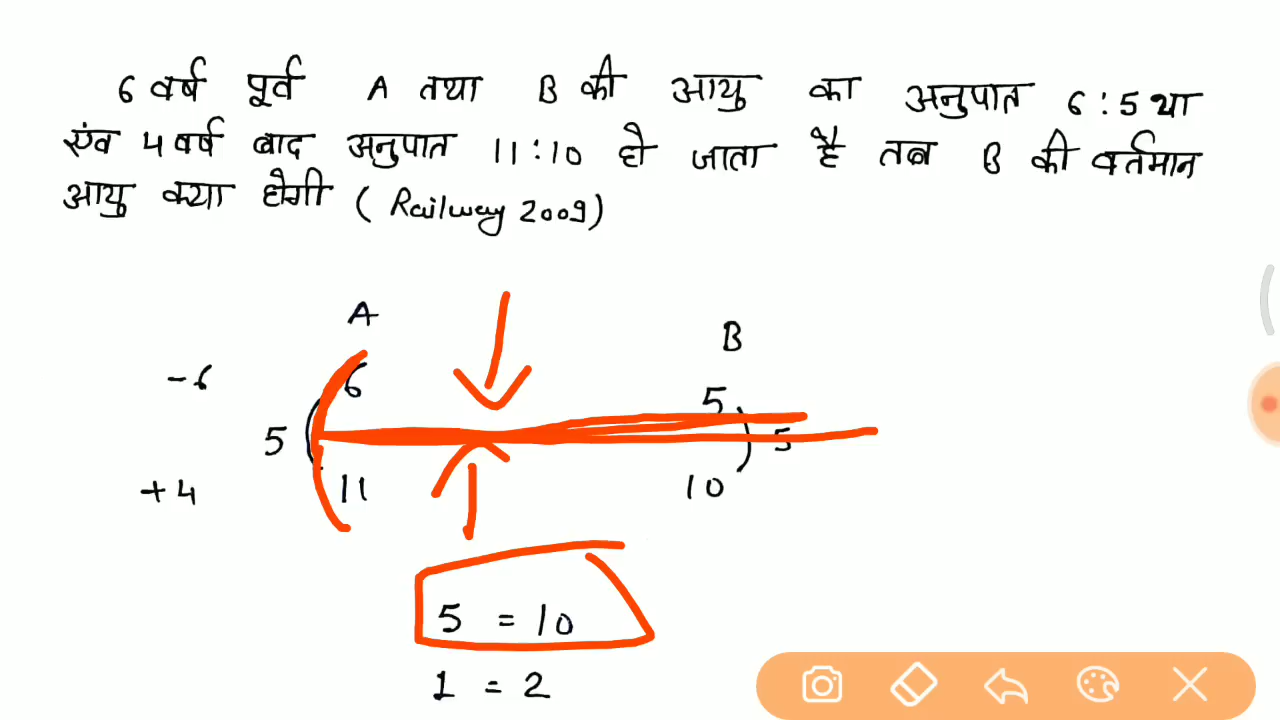 6 वर्ष पूर्व A तथा B की आयु का अनुपात 6:5 था
एंव 4 वर्ष बाद अनुपात 11:10 हो जाता है तब B की वर्तमान
आयु क्या होगी (Railway 2009)
A B
-6 6 5
5 5
+4 11 10
5 = 10
1 = 2